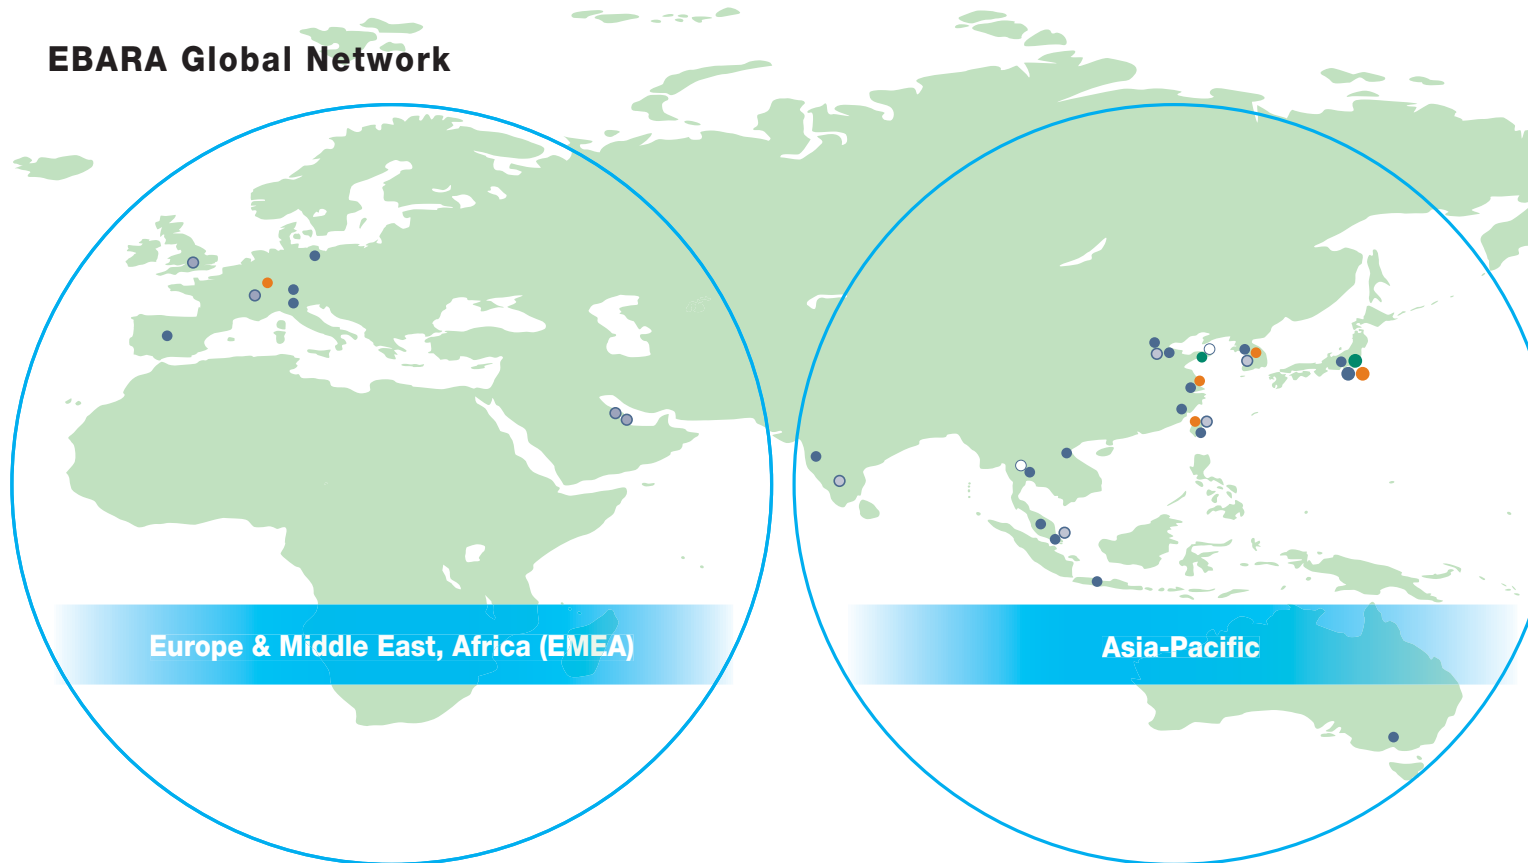 EBARA Global Network
Europe & Middle East, Africa (EMEA)
Asia-Pacific